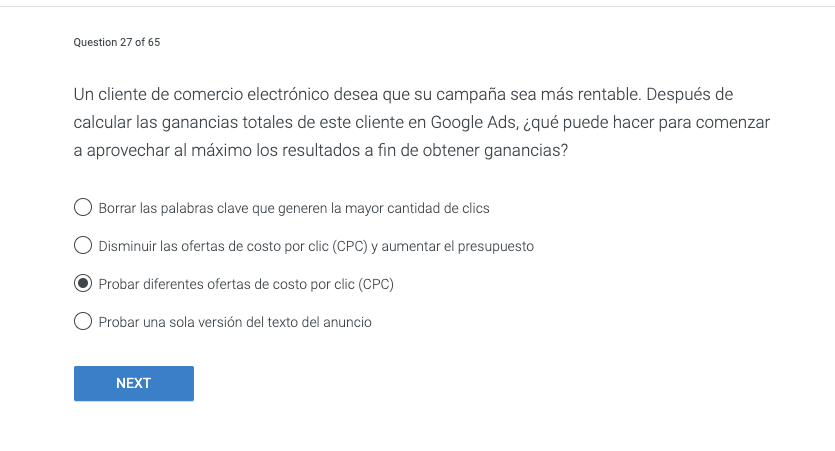 Question 27 of 65
Un cliente de comercio electrónico desea que su campaña sea más rentable. Después de
calcular las ganancias totales de este cliente en Google Ads, ¿qué puede hacer para comenzar
a aprovechar al máximo los resultados a fin de obtener ganancias?
Borrar las palabras clave que generen la mayor cantidad de clics
Disminuir las ofertas de costo por clic (CPC) y aumentar el presupuesto
Probar diferentes ofertas de costo por clic (CPC)
Probar una sola versión del texto del anuncio
NEXT